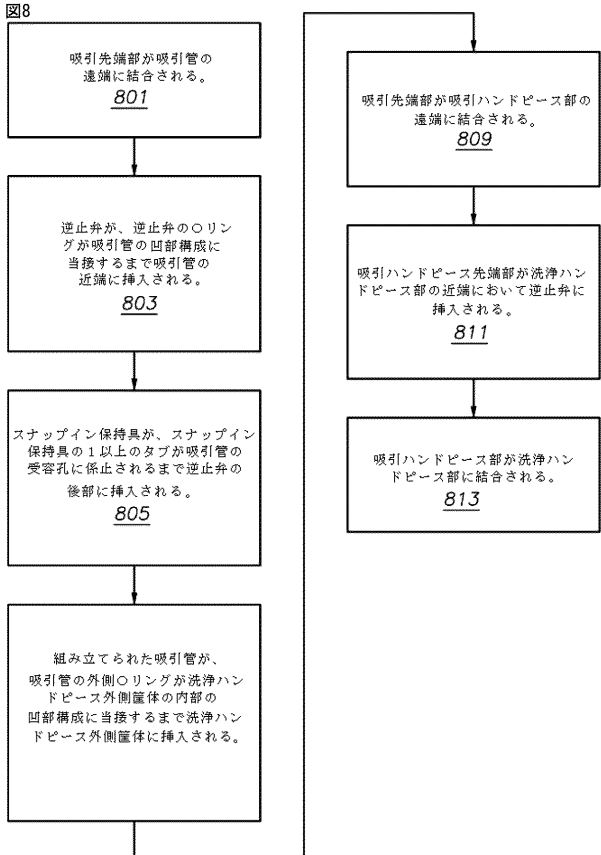 図8
吸引先端部が吸引管の
遠端に結合される。
801
逆止弁が、逆止弁の〇リン
グが吸引管の凹部構成に
当接するまで吸引管の
近端に挿入される。
803
スナップイン保持具が、スナップイン
保持具の1以上のタブが吸引管の
受容孔に係止されるまで逆止弁の
後部に挿入される。
805
組み立てられた吸引管が、
吸引管の外側〇リングが洗浄ハン
ドピース外側筐体の内部の
凹部構成に当接するまで洗浄ハン
ドピース外側筐体に挿入される。
吸引先端部が吸引ハンドピース部の
遠端に結合される。
809
吸引ハンドピース先端部が洗浄ハン
ドピース部の近端において逆止弁に
挿入される。
811
吸引ハンドピース部が洗浄ハン
ドピース部に結合される。
813